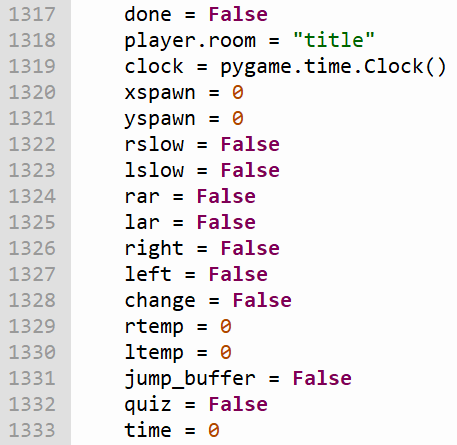 1317 done = False
1318 player.room = "title"
1319 clock = pygame.time.Clock()
1320 xspawn = 0
1321 yspawn = 0
1322 rslow = False
1323 lslow = False
1324 rar = False
1325 lar = False
1326 right = False
1327 left = False
1328 change = False
1329 rtemp = 0
1330 ltemp = 0
1331 jump_buffer = False
1332 quiz = False
1333 time = 0